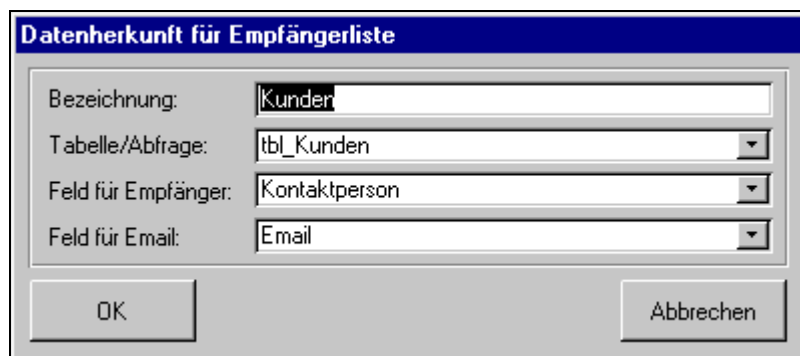 Datenherkunft für Empfängerliste
Bezeichnung: Kunden
Tabelle/Abfrage: tbl_Kunden
Feld für Empfänger: Kontaktperson
Feld für Email: Email
OK Abbrechen